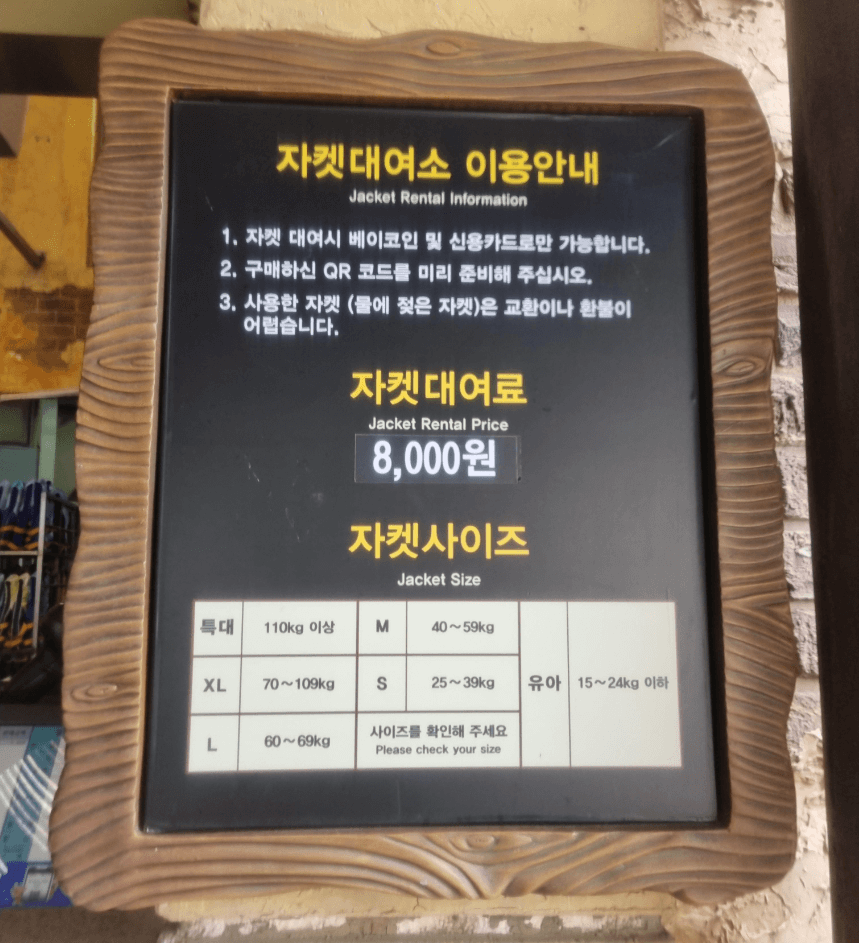 자켓대여소 이용안내
Jacket Rental Information
1. 자켓 대여시 베이코인 및 신용카드로만 가능합니다.
2. 구매하신 QR 코드를 미리 준비해 주십시오.
3. 사용한 자켓 (물에 젖은 자켓)은 교환이나 환불이
어렵습니다.
자켓대여료
Jacket Rental Price
8,000원
자켓사이즈
Jacket Size
특대 110kg 이상 M 40~59kg
XL 70~109kg S 25~39kg 유아 15~24kg 이하
L 60~69kg 사이즈를 확인해 주세요
Please check your size